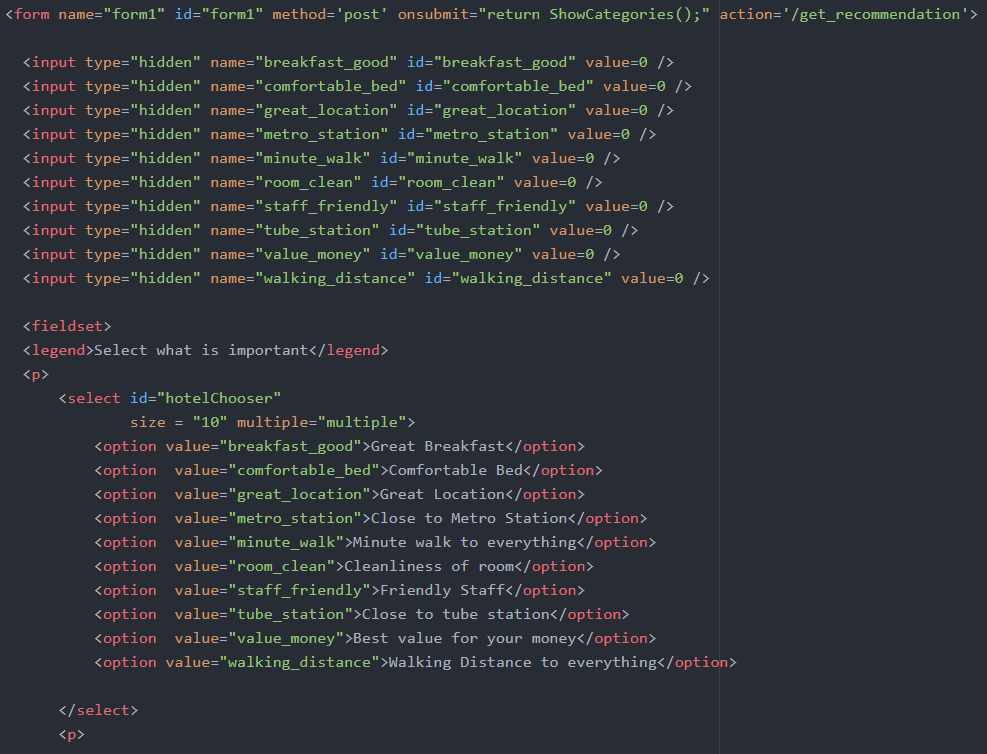 <form name="form1" id="form1" method='post' onsubmit="return ShowCategories();" action='/get_recommendation'>
<input type="hidden" name="breakfast_good" id="breakfast_good" value=0 />
<input type="hidden" name="comfortable_bed" id="comfortable_bed" value=0 />
<input type="hidden" name="great_location" id="great_location" value=0 />
<input type="hidden" name="metro_station" id="metro_station" value=0 />
<input type="hidden" name="minute_walk" id="minute_walk" value=0 />
<input type="hidden" name="room_clean" id="room_clean" value=0 />
<input type="hidden" name="staff_friendly" id="staff_friendly" value=0 />
<input type="hidden" name="tube_station" id="tube_station" value=0 />
<input type="hidden" name="value_money" id="value_money" value=0 />
<input type="hidden" name="walking_distance" id="walking_distance" value=0 />
<fieldset>
<legend>Select what is important</legend>
<p>
<select id="hotelChooser"
size = "10" multiple="multiple">
<option value="breakfast_good">Great Breakfast</option>
<option  value="comfortable_bed">Comfortable Bed</option>
<option  value="great_location">Great Location</option>
<option  value="metro_station">Close to Metro Station</option>
<option  value="minute_walk">Minute walk to everything</option>
<option  value="room_clean">Cleanliness of room</option>
<option  value="staff_friendly">Friendly Staff</option>
<option  value="tube_station">Close to tube station</option>
<option  value="value_money">Best value for your money</option>
<option value="walking_distance">Walking Distance to everything</option>
</select>
<p>